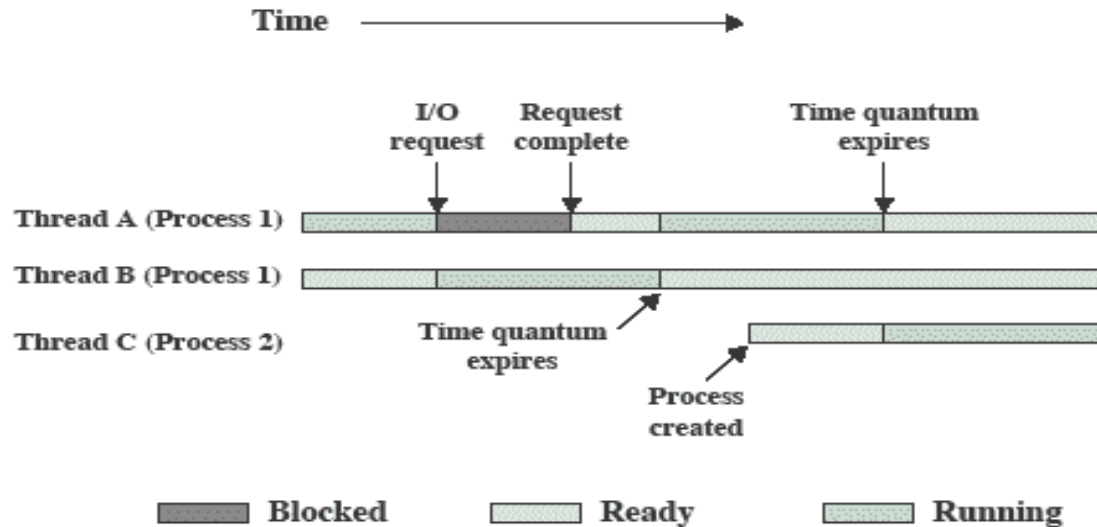 Time
I/O
request
Request
complete
Time quantum
expires
Thread A (Process 1)
Thread B (Process 1)
Time quantum
expires
Thread C (Process 2)
Process
created
Blocked
Ready
Running